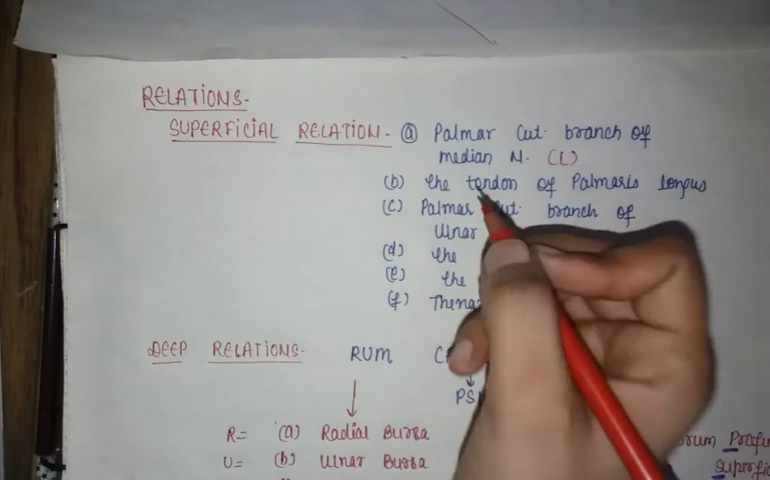 RELATIONS-
SUPERFICIAL RELATION- (a) Palmar cut. branch of
median N. (L)
(b) the tendon of Palmaris longus
(c) Palmar cut. branch of
Ulnar
(d) the
(e) the
(f) Thena
DEEP RELATIONS- RUM
PS
R= (a) Radial Bursa
U= (b) Ulnar Bursa